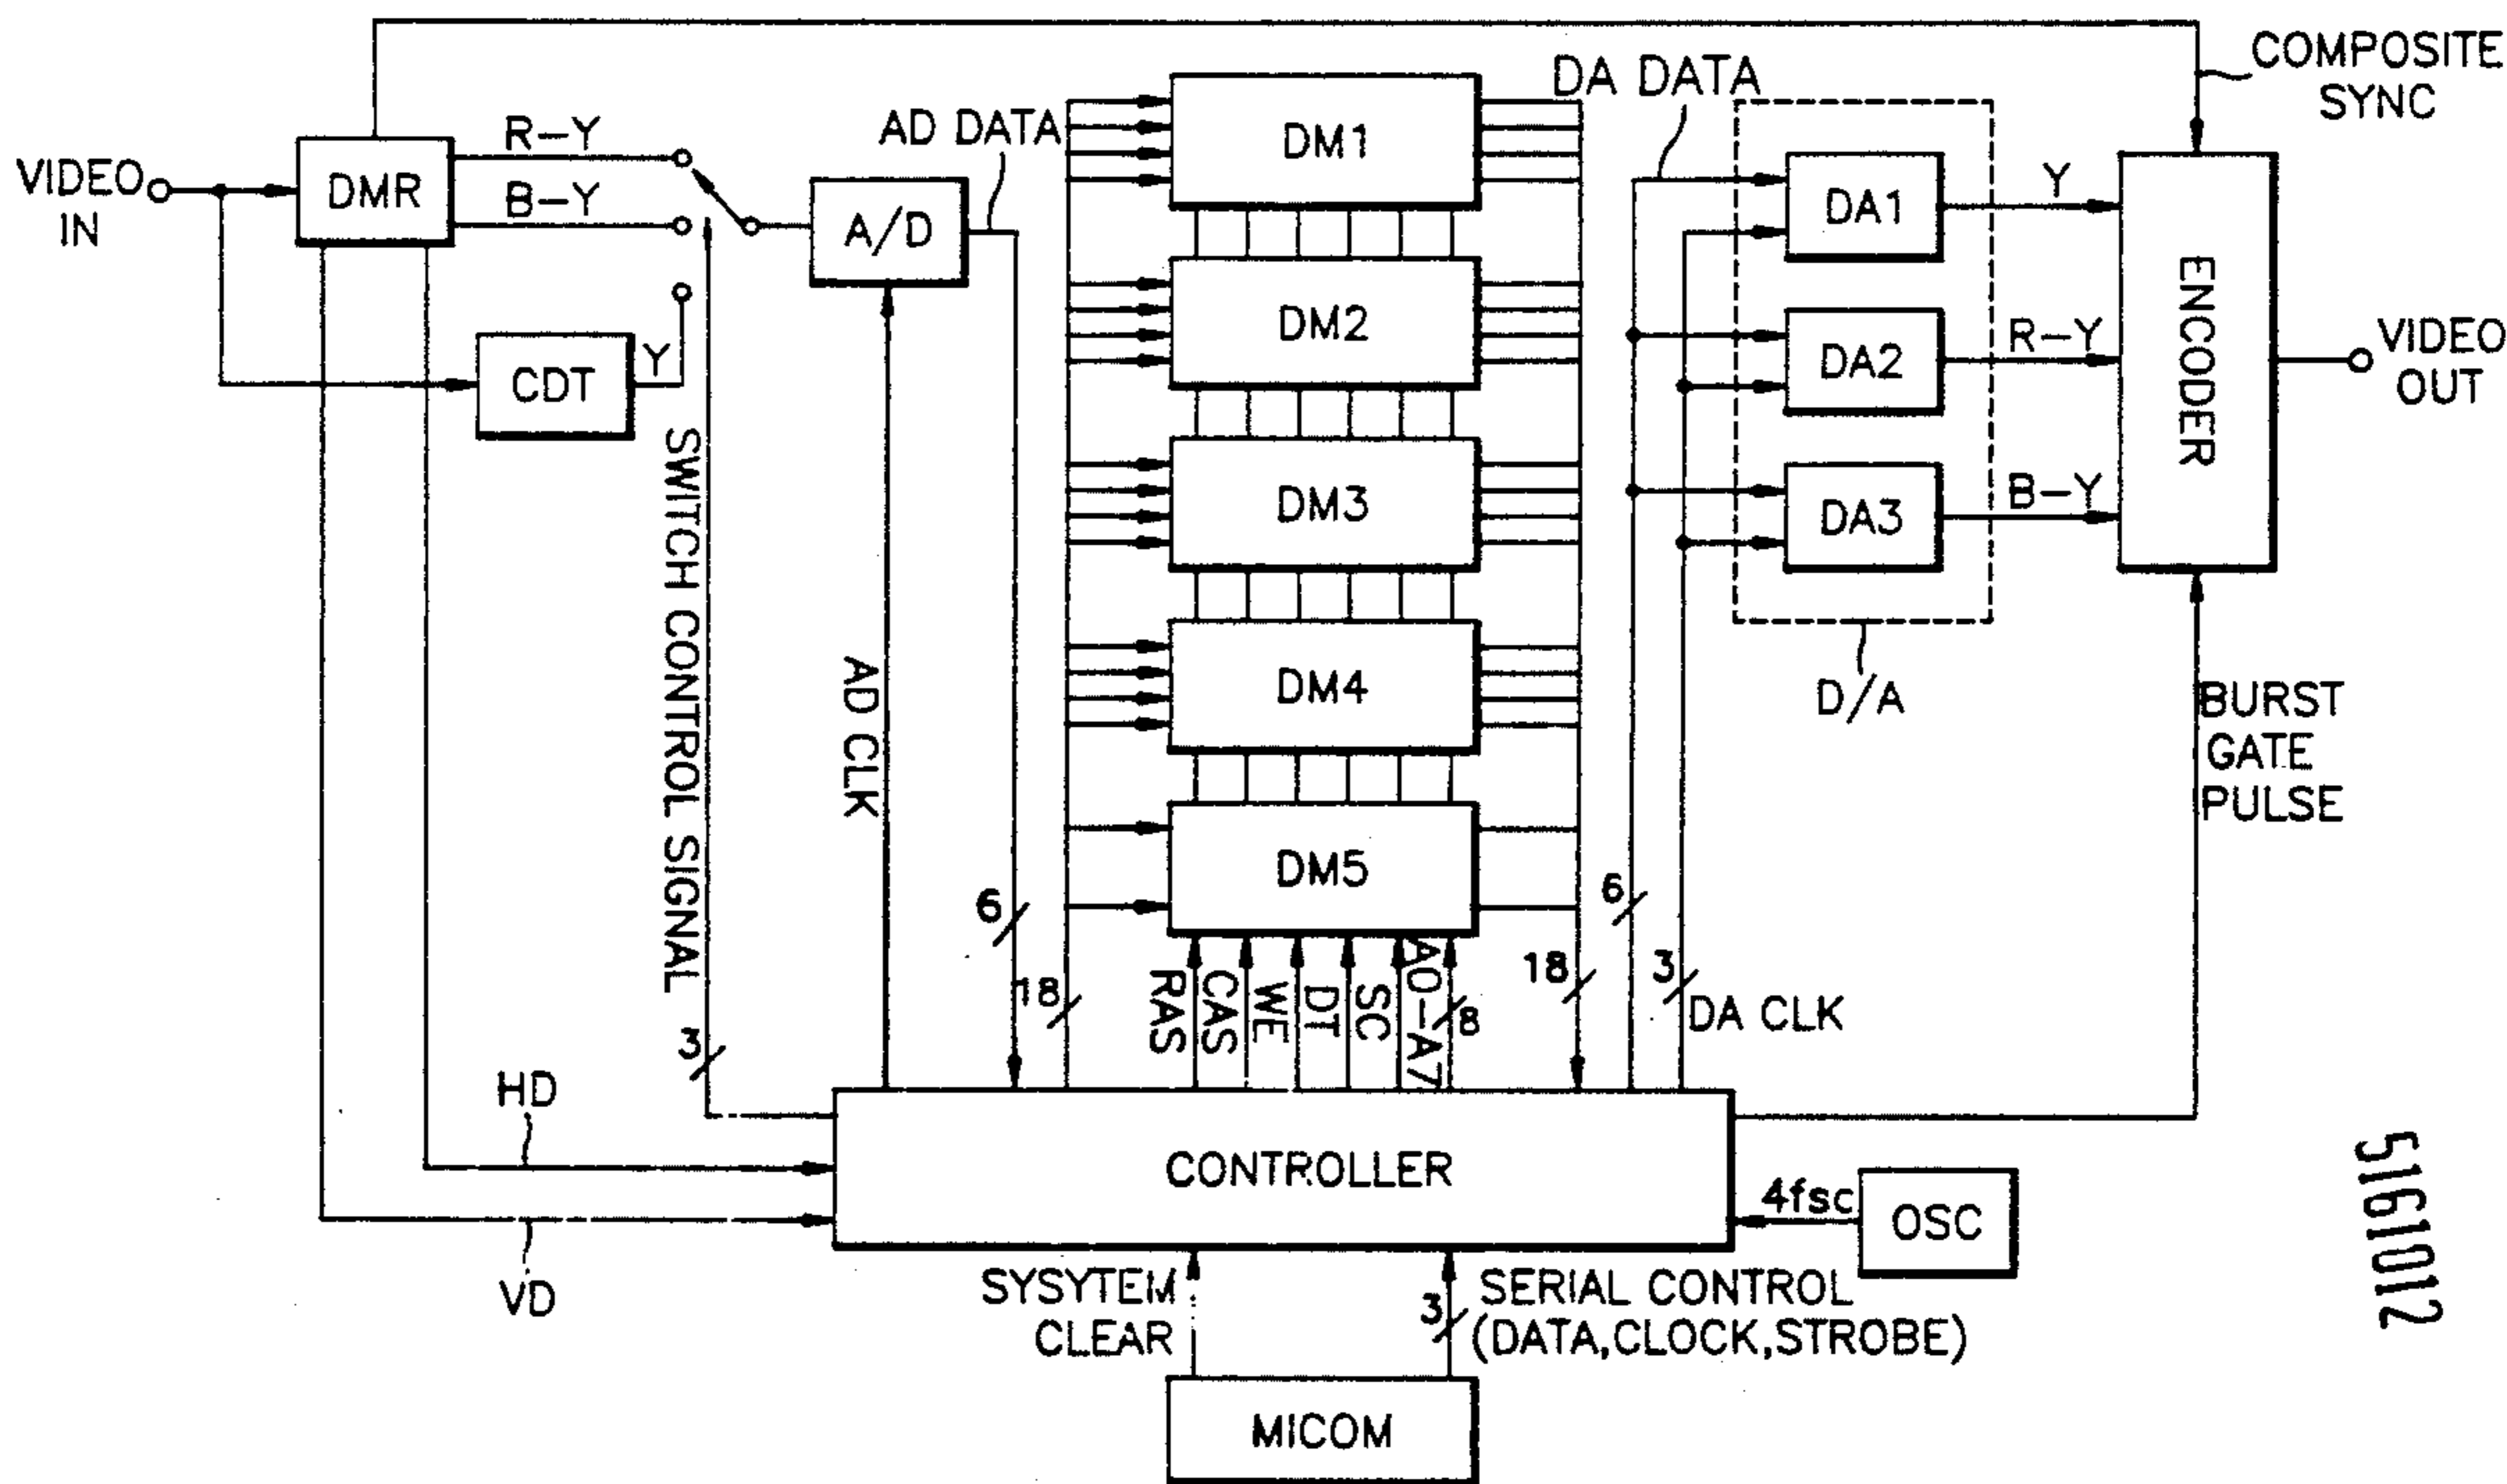 COMPOSITE
SYNC
DA DATA
AD DATA
R-Y
B-Y
VIDEO
IN
DMR
A/D
CDT
Y
SWITCH CONTROL SIGNAL
3
AD CLK
6
18
DM1
DM2
DM3
DM4
DM5
RAS
CAS
WE
DT
SC
A0-A7
8
18
6
3
DA CLK
DA1
DA2
DA3
D/A
Y
R-Y
B-Y
ENCODER
VIDEO
OUT
BURST
GATE
PULSE
HD
VD
CONTROLLER
4fsc
OSC
SYSYTEM
CLEAR
3
SERIAL CONTROL
(DATA,CLOCK,STROBE)
MICOM
5161012